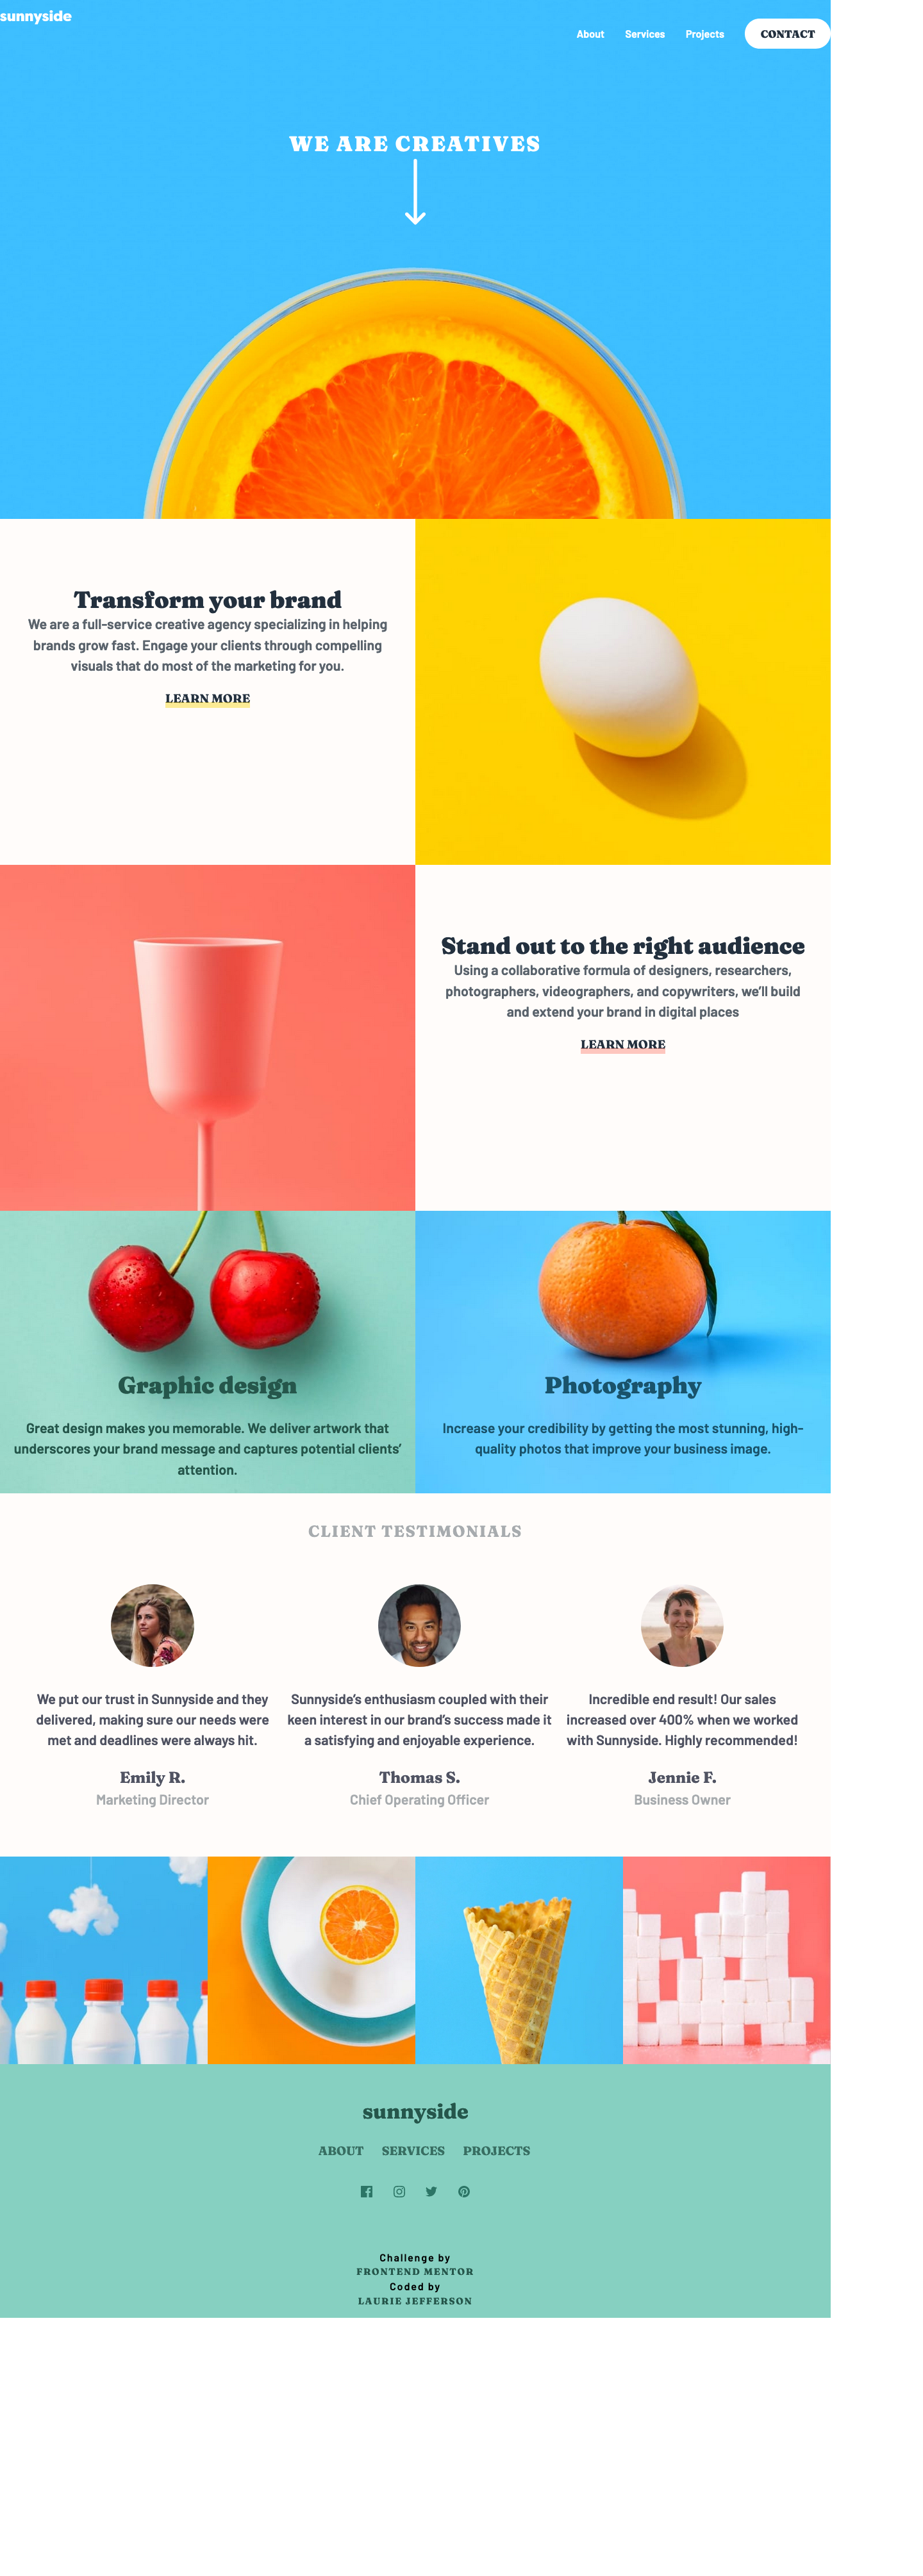 sunnyside
About Services Projects CONTACT
WE ARE CREATIVES
Transform your brand
We are a full-service creative agency specializing in helping
brands grow fast. Engage your clients through compelling
visuals that do most of the marketing for you.
LEARN MORE
Stand out to the right audience
Using a collaborative formula of designers, researchers,
photographers, videographers, and copywriters, we’ll build
and extend your brand in digital places
LEARN MORE
Graphic design
Great design makes you memorable. We deliver artwork that
underscores your brand message and captures potential clients’
attention.
Photography
Increase your credibility by getting the most stunning, high-
quality photos that improve your business image.
CLIENT TESTIMONIALS
We put our trust in Sunnyside and they
delivered, making sure our needs were
met and deadlines were always hit.
Emily R.
Marketing Director
Sunnyside’s enthusiasm coupled with their
keen interest in our brand’s success made it
a satisfying and enjoyable experience.
Thomas S.
Chief Operating Officer
Incredible end result! Our sales
increased over 400% when we worked
with Sunnyside. Highly recommended!
Jennie F.
Business Owner
sunnyside
ABOUT SERVICES PROJECTS
Challenge by
FRONTEND MENTOR
Coded by
LAURIE JEFFERSON